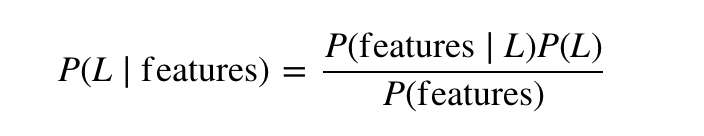 P(L | features) = P(features | L)P(L) / P(features)